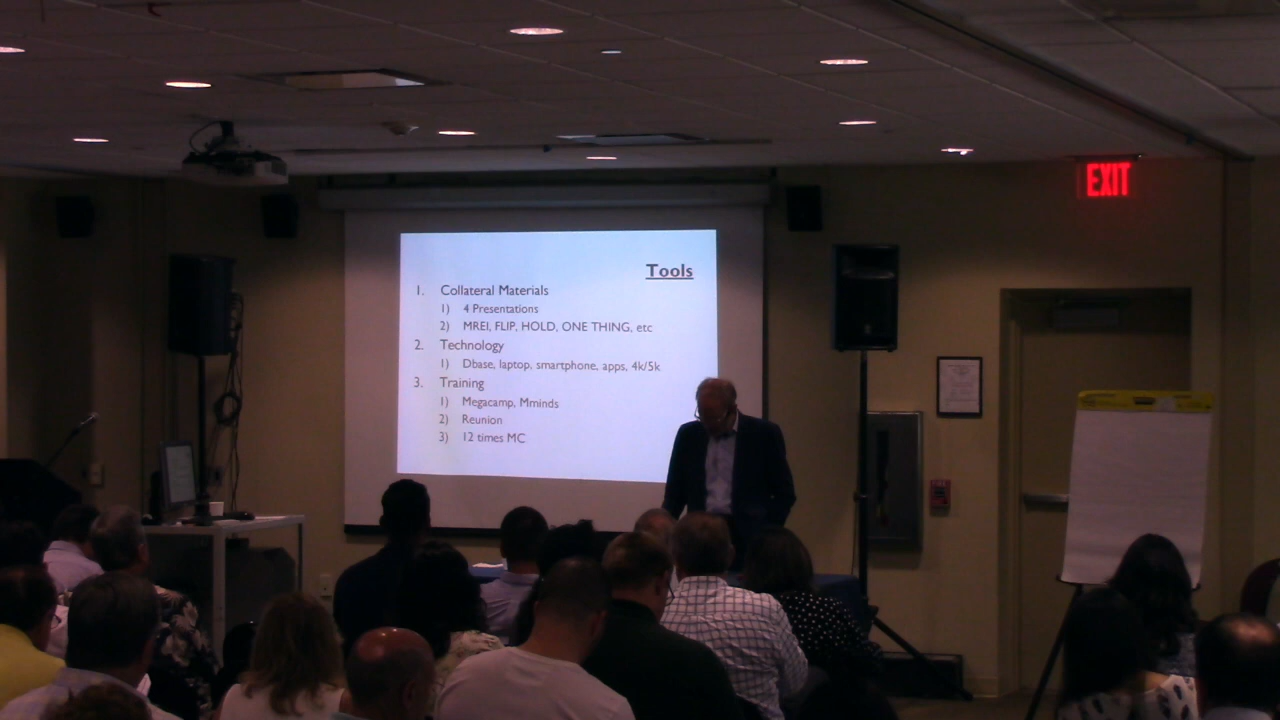 Tools
1. Collateral Materials
1) 4 Presentations
2) MREI, FLIP, HOLD, ONE THING, etc
2. Technology
1) Dbase, laptop, smartphone, apps, 4k/5k
3. Training
1) Megacamp, Mminds
2) Reunion
3) 12 times MC
EXIT